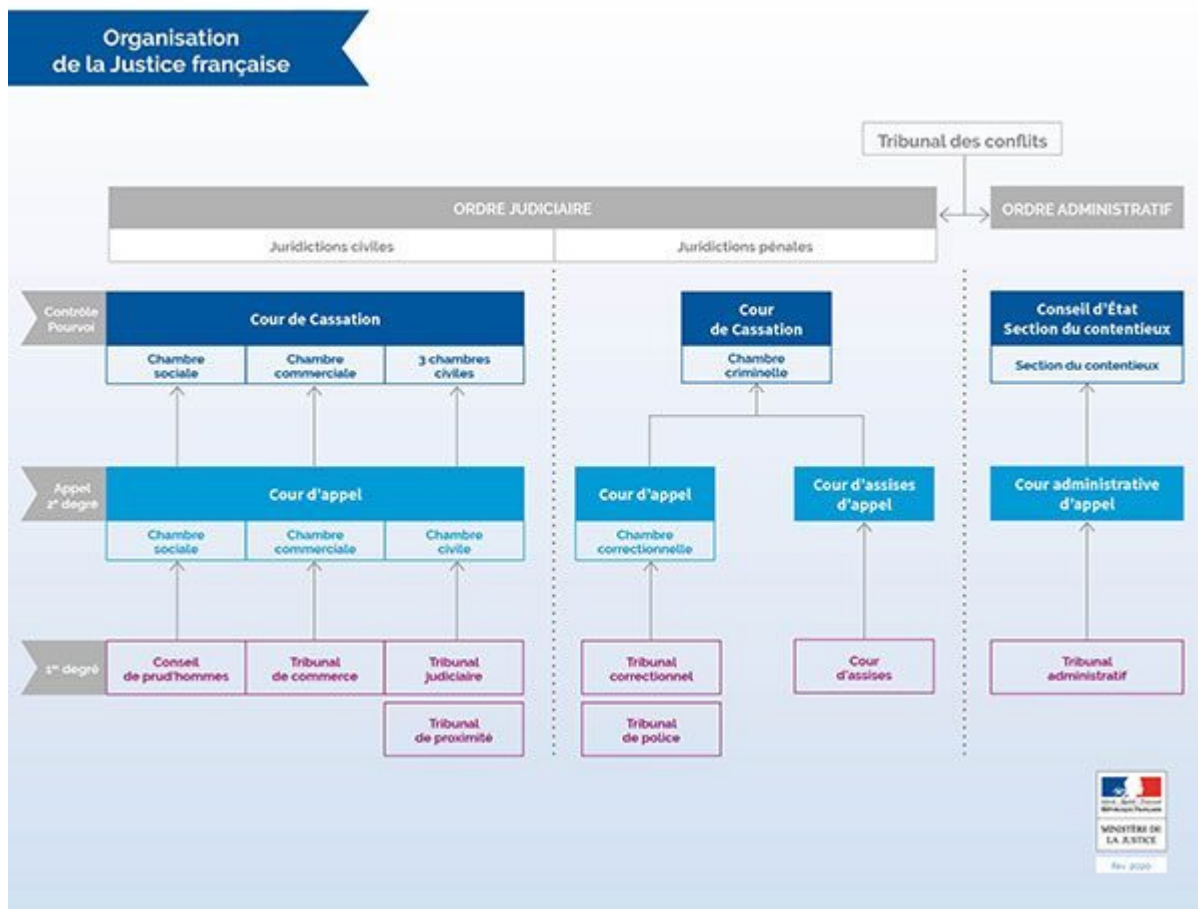 Organisation
de la Justice française
Tribunal des conflits
ORDRE JUDICIAIRE
ORDRE ADMINISTRATIF
Juridictions civiles
Juridictions pénales
Contrôle
Pourvoi
Cour de Cassation
Cour
de Cassation
Conseil d'État
Section du contentieux
Chambre
sociale
Chambre
commerciale
3 chambres
civiles
Chambre
criminelle
Section du contentieux
Appel
2e degré
Cour d'appel
Cour d'appel
Cour d'assises
d'appel
Cour administrative
d'appel
Chambre
sociale
Chambre
commerciale
Chambre
civile
Chambre
correctionnelle
1er degré
Conseil
de prud'hommes
Tribunal
de commerce
Tribunal
judiciaire
Tribunal
correctionnel
Cour
d'assises
Tribunal
administratif
Tribunal
de proximité
Tribunal
de police
MINISTÈRE DE
LA JUSTICE
fev. 2020